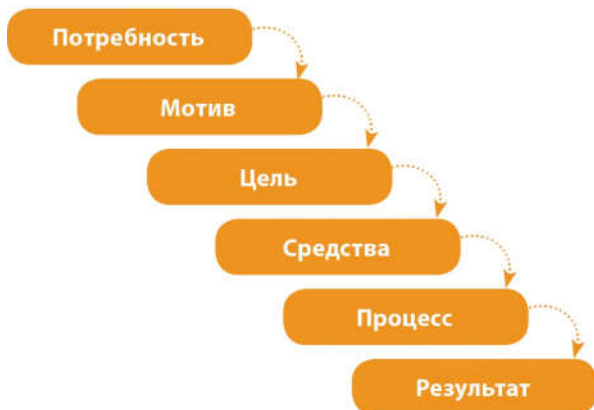 Потребность
Мотив
Цель
Средства
Процесс
Результат